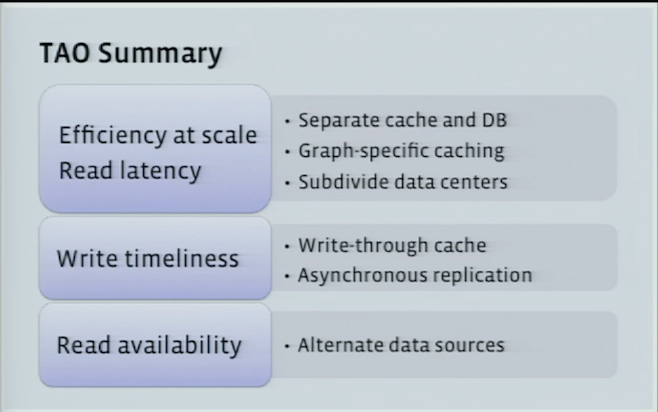 TAO Summary
Efficiency at scale
Read latency
• Separate cache and DB
• Graph-specific caching
• Subdivide data centers
Write timeliness
• Write-through cache
• Asynchronous replication
Read availability
• Alternate data sources